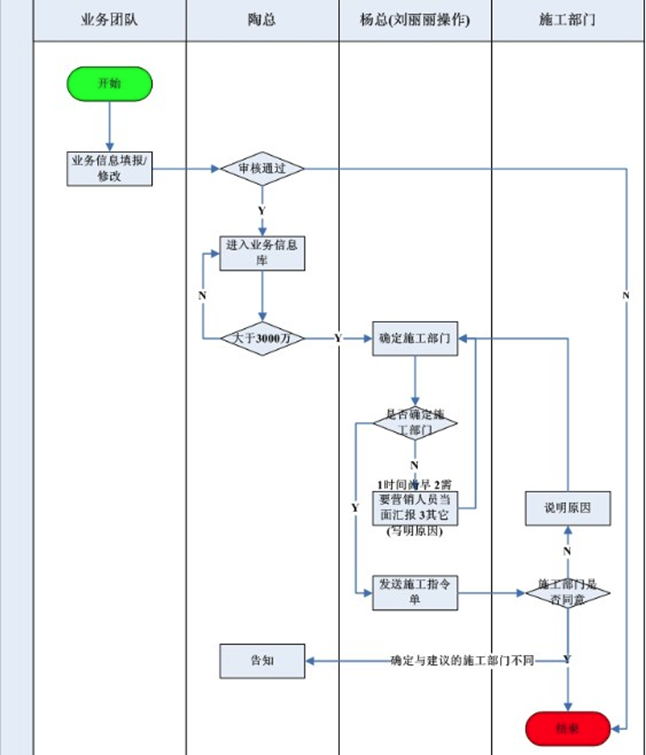 业务团队
陶总
杨总(刘丽丽操作)
施工部门
开始
业务信息填报/
修改
审核通过
Y
进入业务信息
库
N
N
大于3000万
Y
确定施工部门
是否确定施
工部门
N
1时间尚早 2需
要营销人员当
面汇报 3其它
(写明原因)
Y
说明原因
N
发送施工指令
单
施工部门是
否同意
告知
确定与建议的施工部门不同
Y
结束